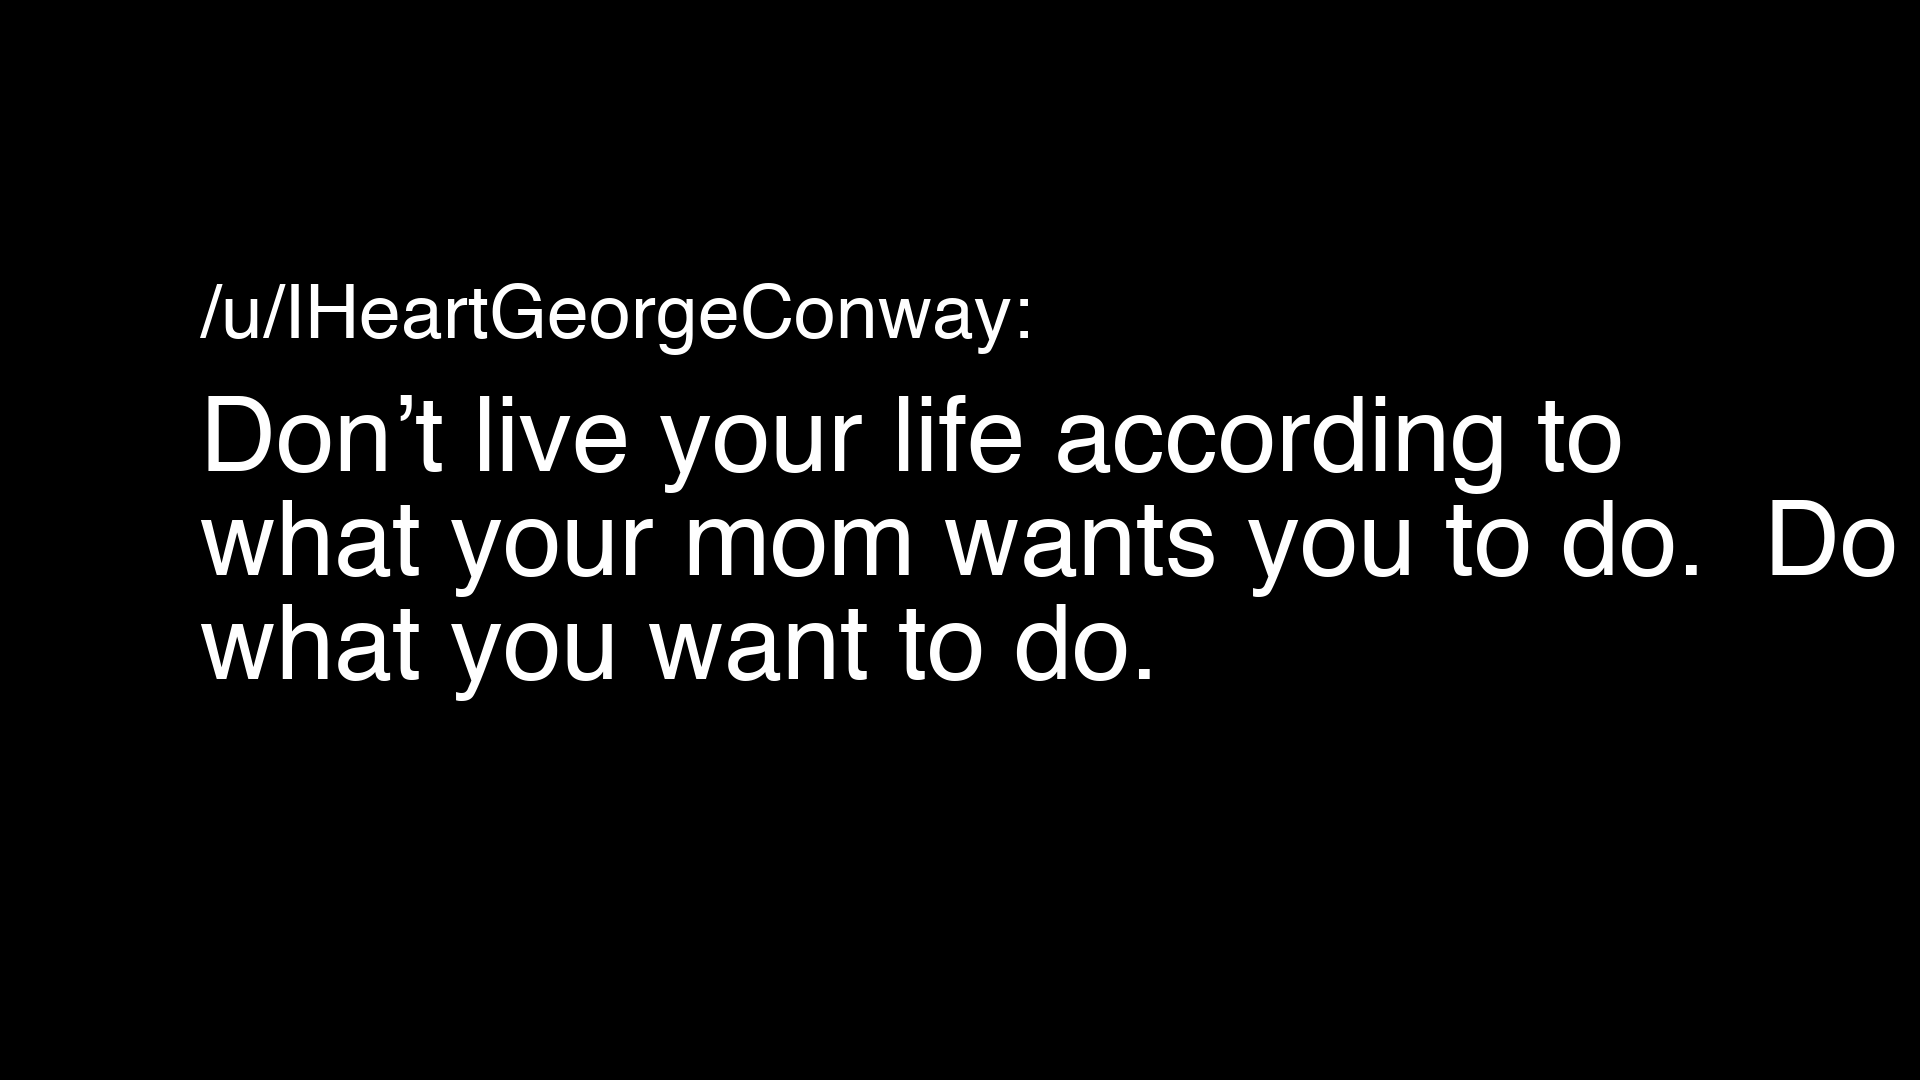 /u/IHeartGeorgeConway:
Don’t live your life according to
what your mom wants you to do.  Do
what you want to do.